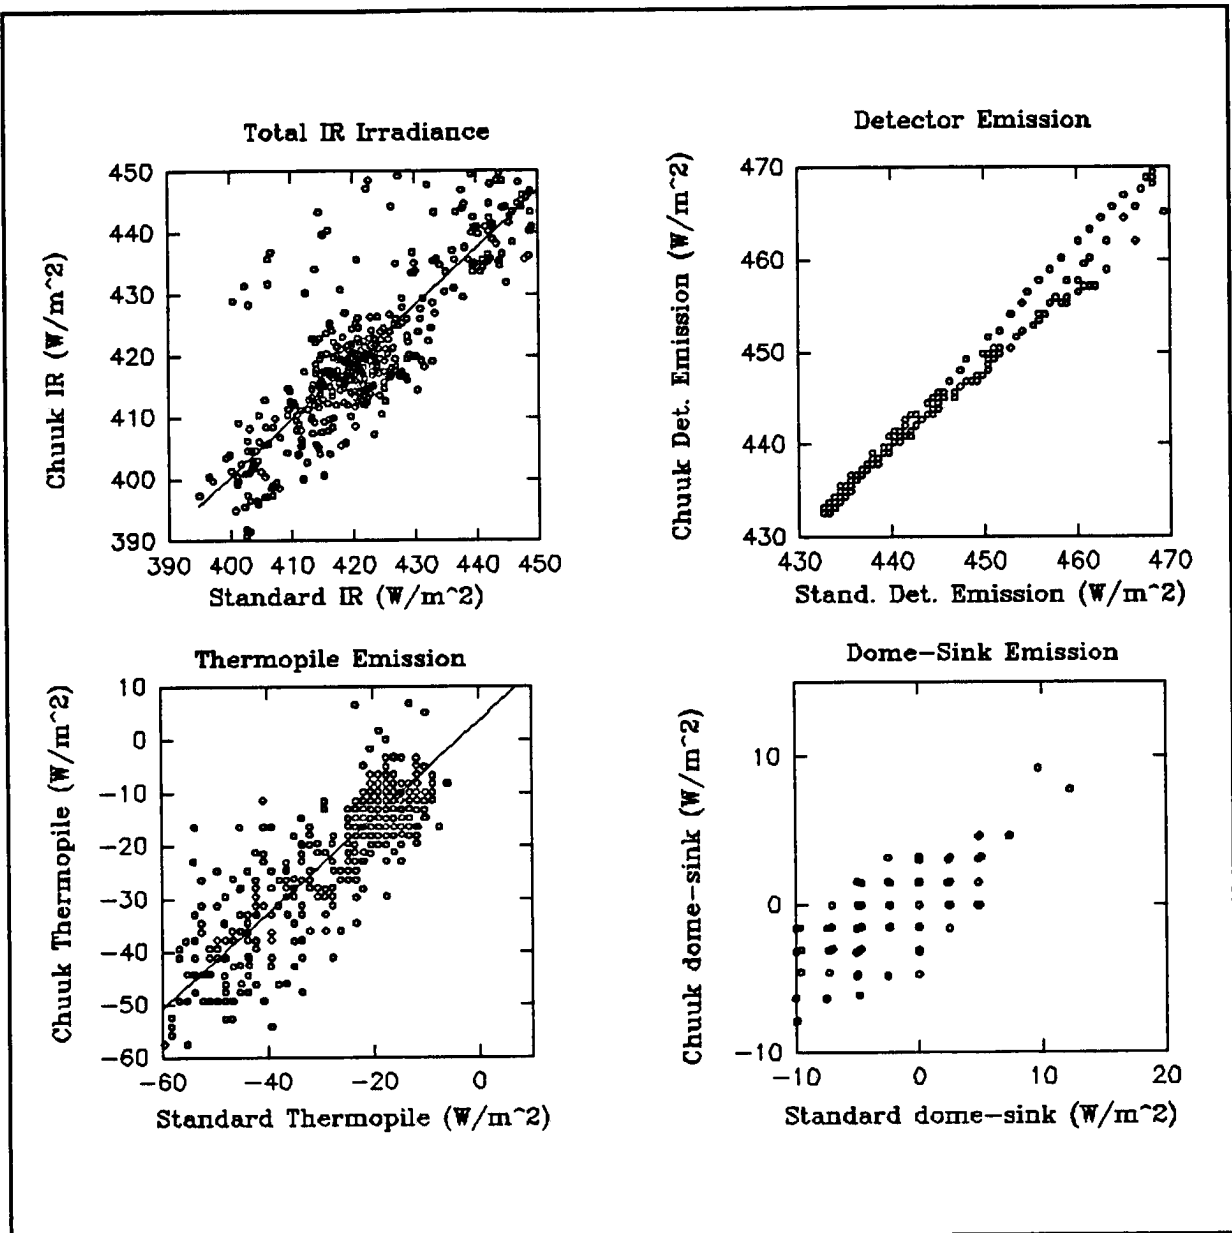 Total IR Irradiance
Chuuk IR (W/m^2)
450
440
430
420
410
400
390
390 400 410 420 430 440 450
Standard IR (W/m^2)
Detector Emission
Chuuk Det. Emission (W/m^2)
470
460
450
440
430
430 440 450 460 470
Stand. Det. Emission (W/m^2)
Thermopile Emission
Chuuk Thermopile (W/m^2)
10
0
-10
-20
-30
-40
-50
-60
-60 -40 -20 0
Standard Thermopile (W/m^2)
Dome-Sink Emission
Chuuk dome-sink (W/m^2)
10
0
-10
-10 0 10 20
Standard dome-sink (W/m^2)